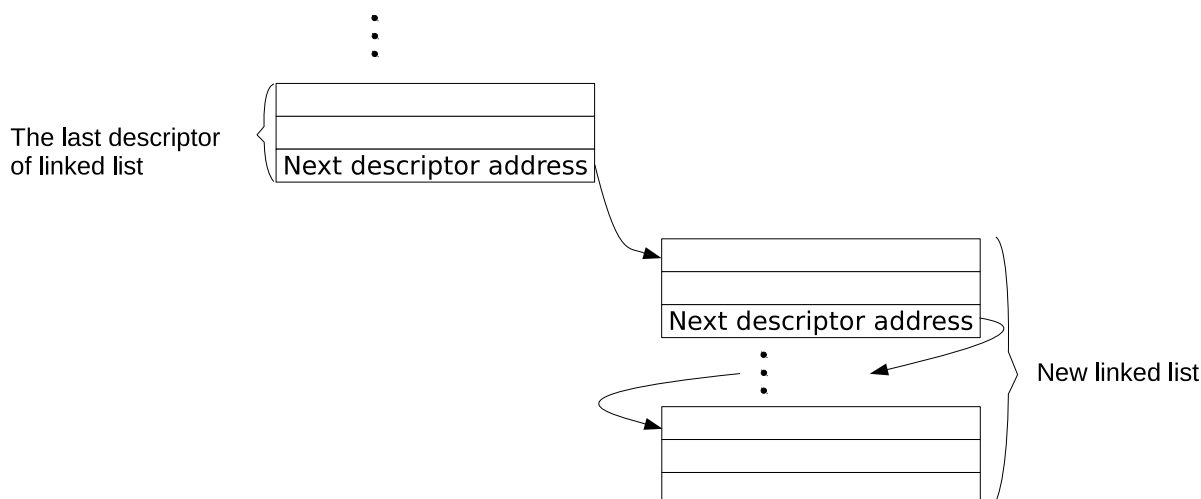 The last descriptor
of linked list
Next descriptor address
Next descriptor address
New linked list